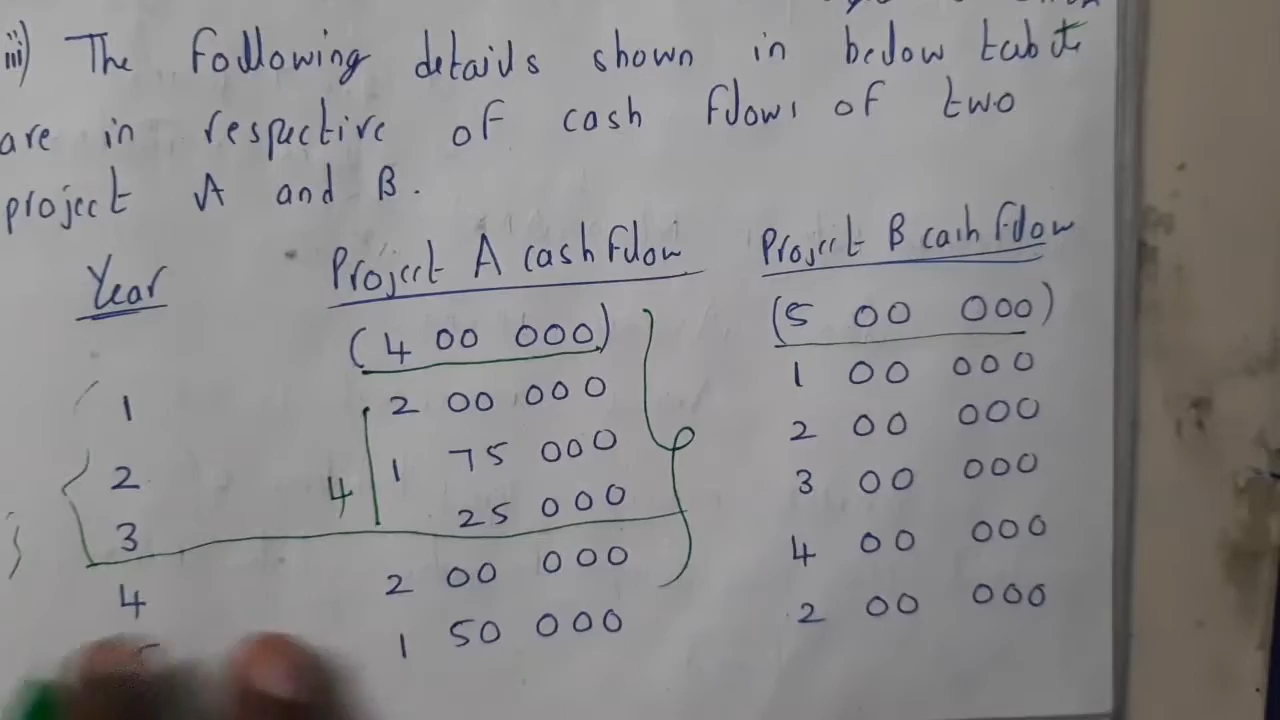 iii) The following details shown in below table
are in respective of cash flows of two
project A and B.
Year Project A cash flow Project B cash flow
(4 00 000) (5 00 000)
1 2 00 000 1 00 000
2 1 75 000 2 00 000
3 4 25 000 3 00 000
4 2 00 000 4 00 000
1 50 000 2 00 000